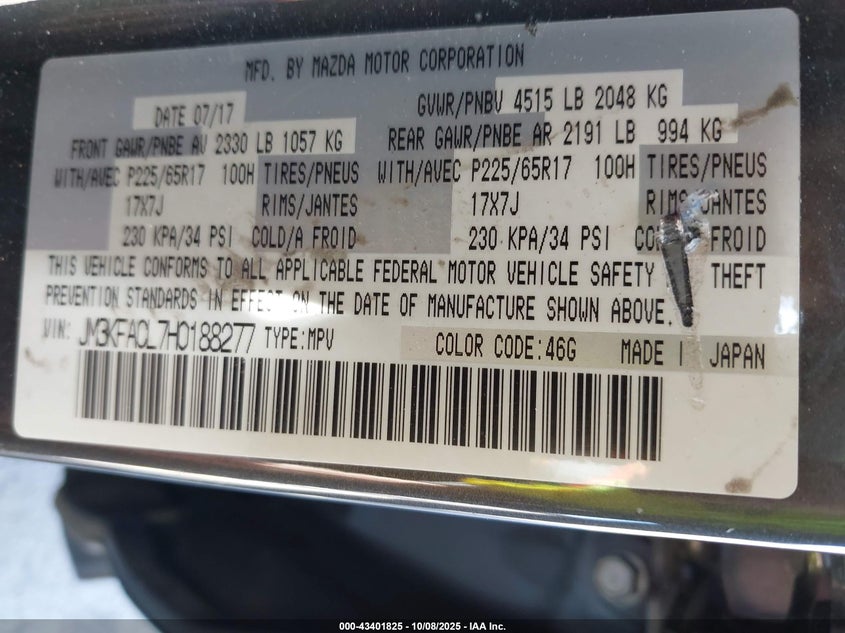 MFD. BY MAZDA MOTOR CORPORATION
DATE 07/17 GVWR/PNBV 4515 LB 2048 KG
FRONT GAWR/PNBE AV 2330 LB 1057 KG REAR GAWR/PNBE AR 2191 LB 994 KG
WITH/AVEC P225/65R17 100H TIRES/PNEUS WITH/AVEC P225/65R17 100H TIRES/PNEUS
17X7J RIMS/JANTES 17X7J RIMS/JANTES
230 KPA/34 PSI COLD/A FROID 230 KPA/34 PSI FROID
THIS VEHICLE CONFORMS TO ALL APPLICABLE FEDERAL MOTOR VEHICLE SAFETY THEFT
PREVENTION STANDARDS IN EFFECT ON THE DATE OF MANUFACTURE SHOWN ABOVE.
VIN: JM3KFACL7H0188277 TYPE:MPV COLOR CODE:46G MADE JAPAN
000-43401825 - 10/08/2025 - IAA Inc.